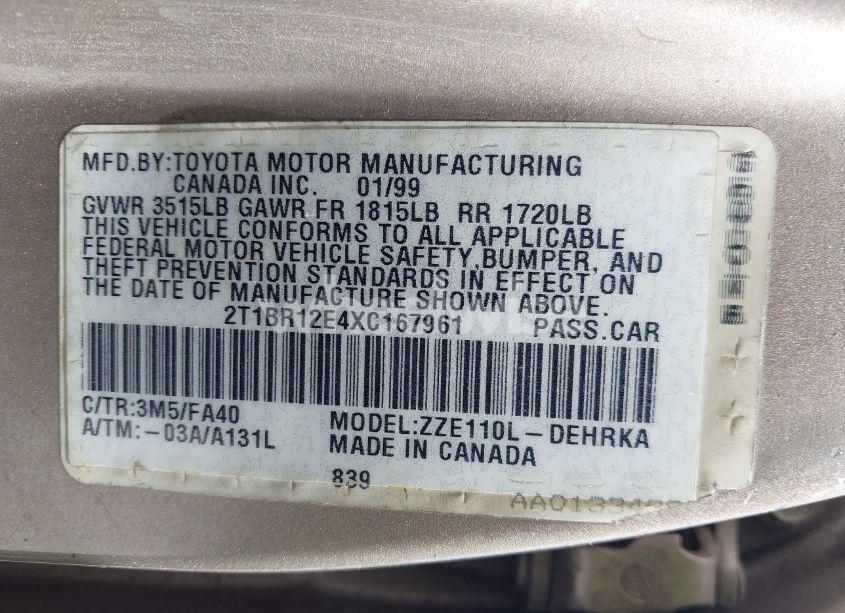 MFD.BY:TOYOTA MOTOR MANUFACTURING
CANADA INC. 01/99
GVWR 3515LB GAWR FR 1815LB RR 1720LB
THIS VEHICLE CONFORMS TO ALL APPLICABLE
FEDERAL MOTOR VEHICLE SAFETY,BUMPER, AND
THEFT PREVENTION STANDARDS IN EFFECT ON
THE DATE OF MANUFACTURE SHOWN ABOVE.
2T1BR12E4XC167961 PASS.CAR
C/TR:3M5/FA40 MODEL:ZZE110L-DEHRKA
A/TM:-03A/A131L MADE IN CANADA
839